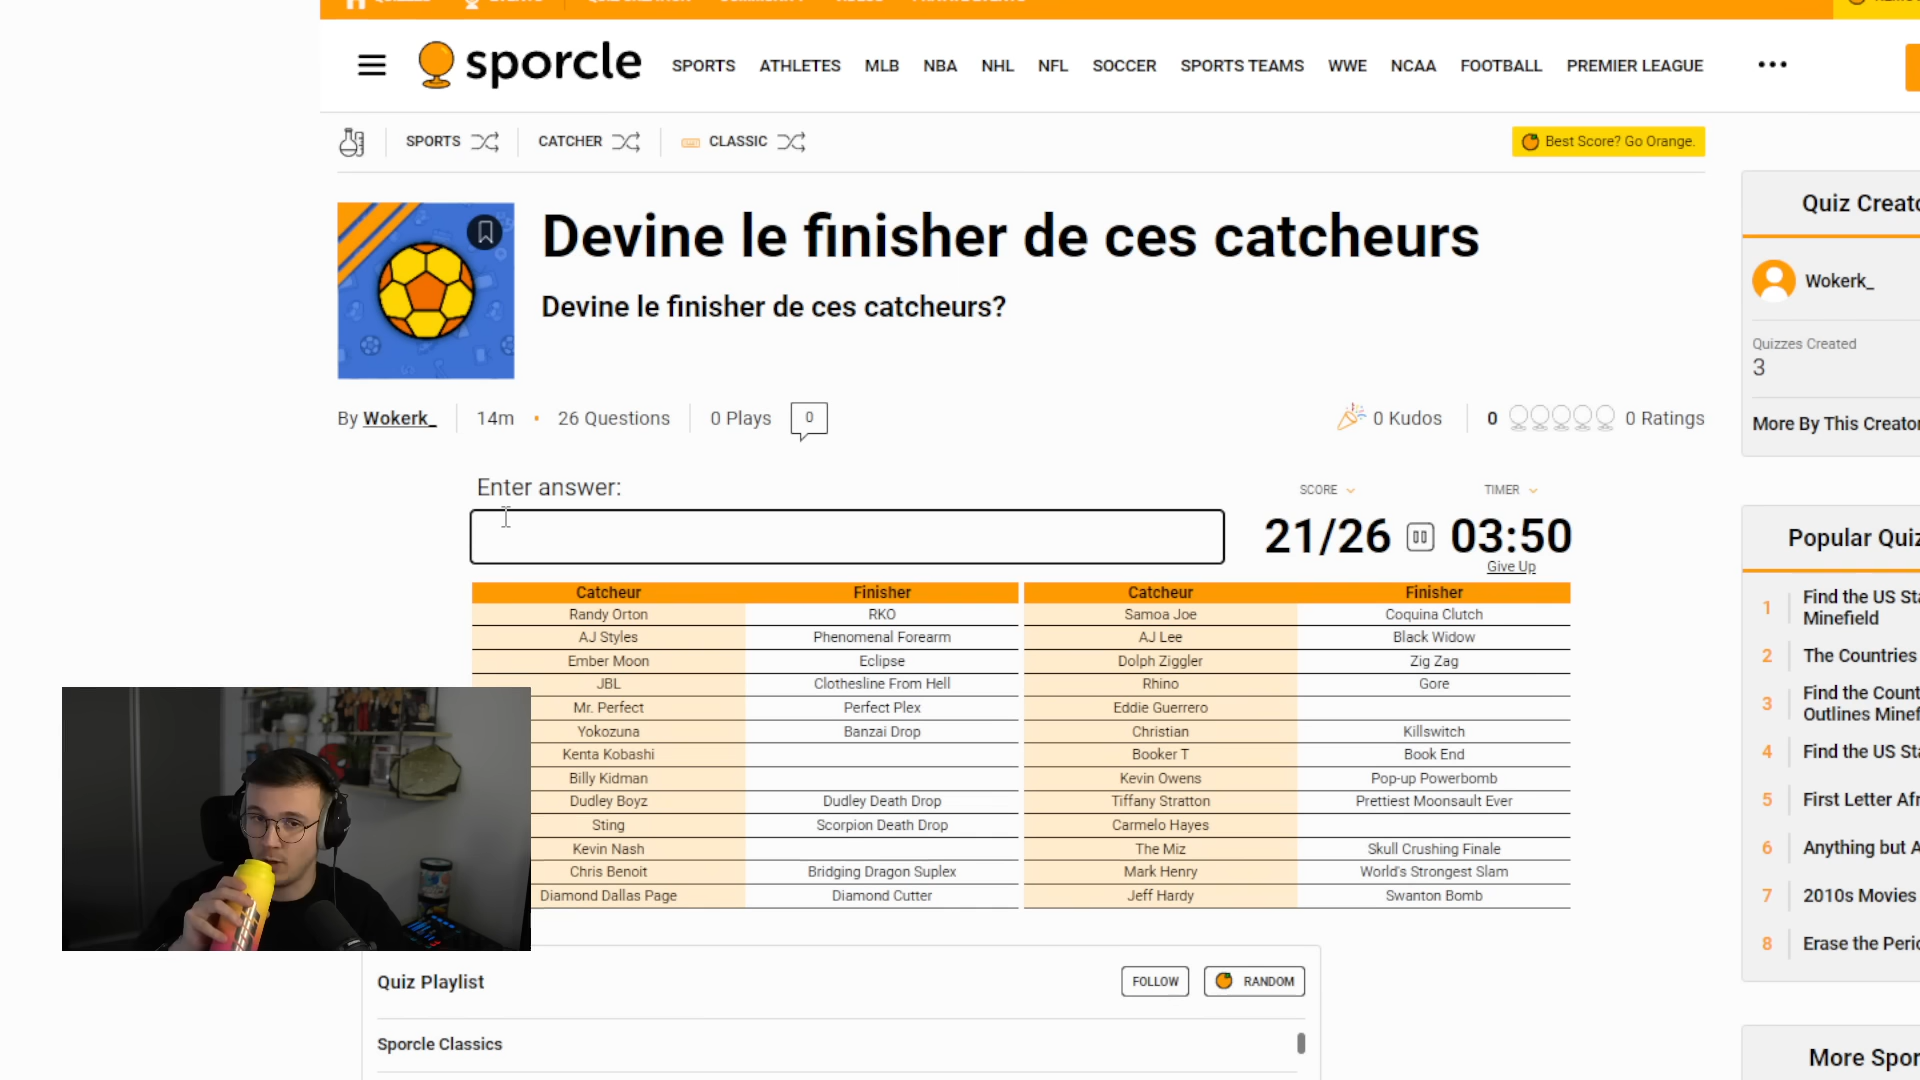 sporcle
SPORTS ATHLETES MLB NBA NHL NFL SOCCER SPORTS TEAMS WWE NCAA FOOTBALL PREMIER LEAGUE
SPORTS CATCHER CLASSIC
Best Score? Go Orange.
Devine le finisher de ces catcheurs
Devine le finisher de ces catcheurs?
By Wokerk_ 14m • 26 Questions 0 Plays 0
0 Kudos 0 0 Ratings
Enter answer:
SCORE TIMER
21/26 03:50
Give Up
Catcheur Finisher Catcheur Finisher
Randy Orton RKO Samoa Joe Coquina Clutch
AJ Styles Phenomenal Forearm AJ Lee Black Widow
Ember Moon Eclipse Dolph Ziggler Zig Zag
JBL Clothesline From Hell Rhino Gore
Mr. Perfect Perfect Plex Eddie Guerrero
Yokozuna Banzai Drop Christian Killswitch
Kenta Kobashi Booker T Book End
Billy Kidman Kevin Owens Pop-up Powerbomb
Dudley Boyz Dudley Death Drop Tiffany Stratton Prettiest Moonsault Ever
Sting Scorpion Death Drop Carmelo Hayes
Kevin Nash The Miz Skull Crushing Finale
Chris Benoit Bridging Dragon Suplex Mark Henry World's Strongest Slam
Diamond Dallas Page Diamond Cutter Jeff Hardy Swanton Bomb
Quiz Playlist FOLLOW RANDOM
Sporcle Classics
Quiz Creato
Wokerk_
Quizzes Created
3
More By This Creator
Popular Quiz
1 Find the US Sta
Minefield
2 The Countries
3 Find the Count
Outlines Minef
4 Find the US Sta
5 First Letter Afr
6 Anything but A
7 2010s Movies
8 Erase the Perio
More Spor